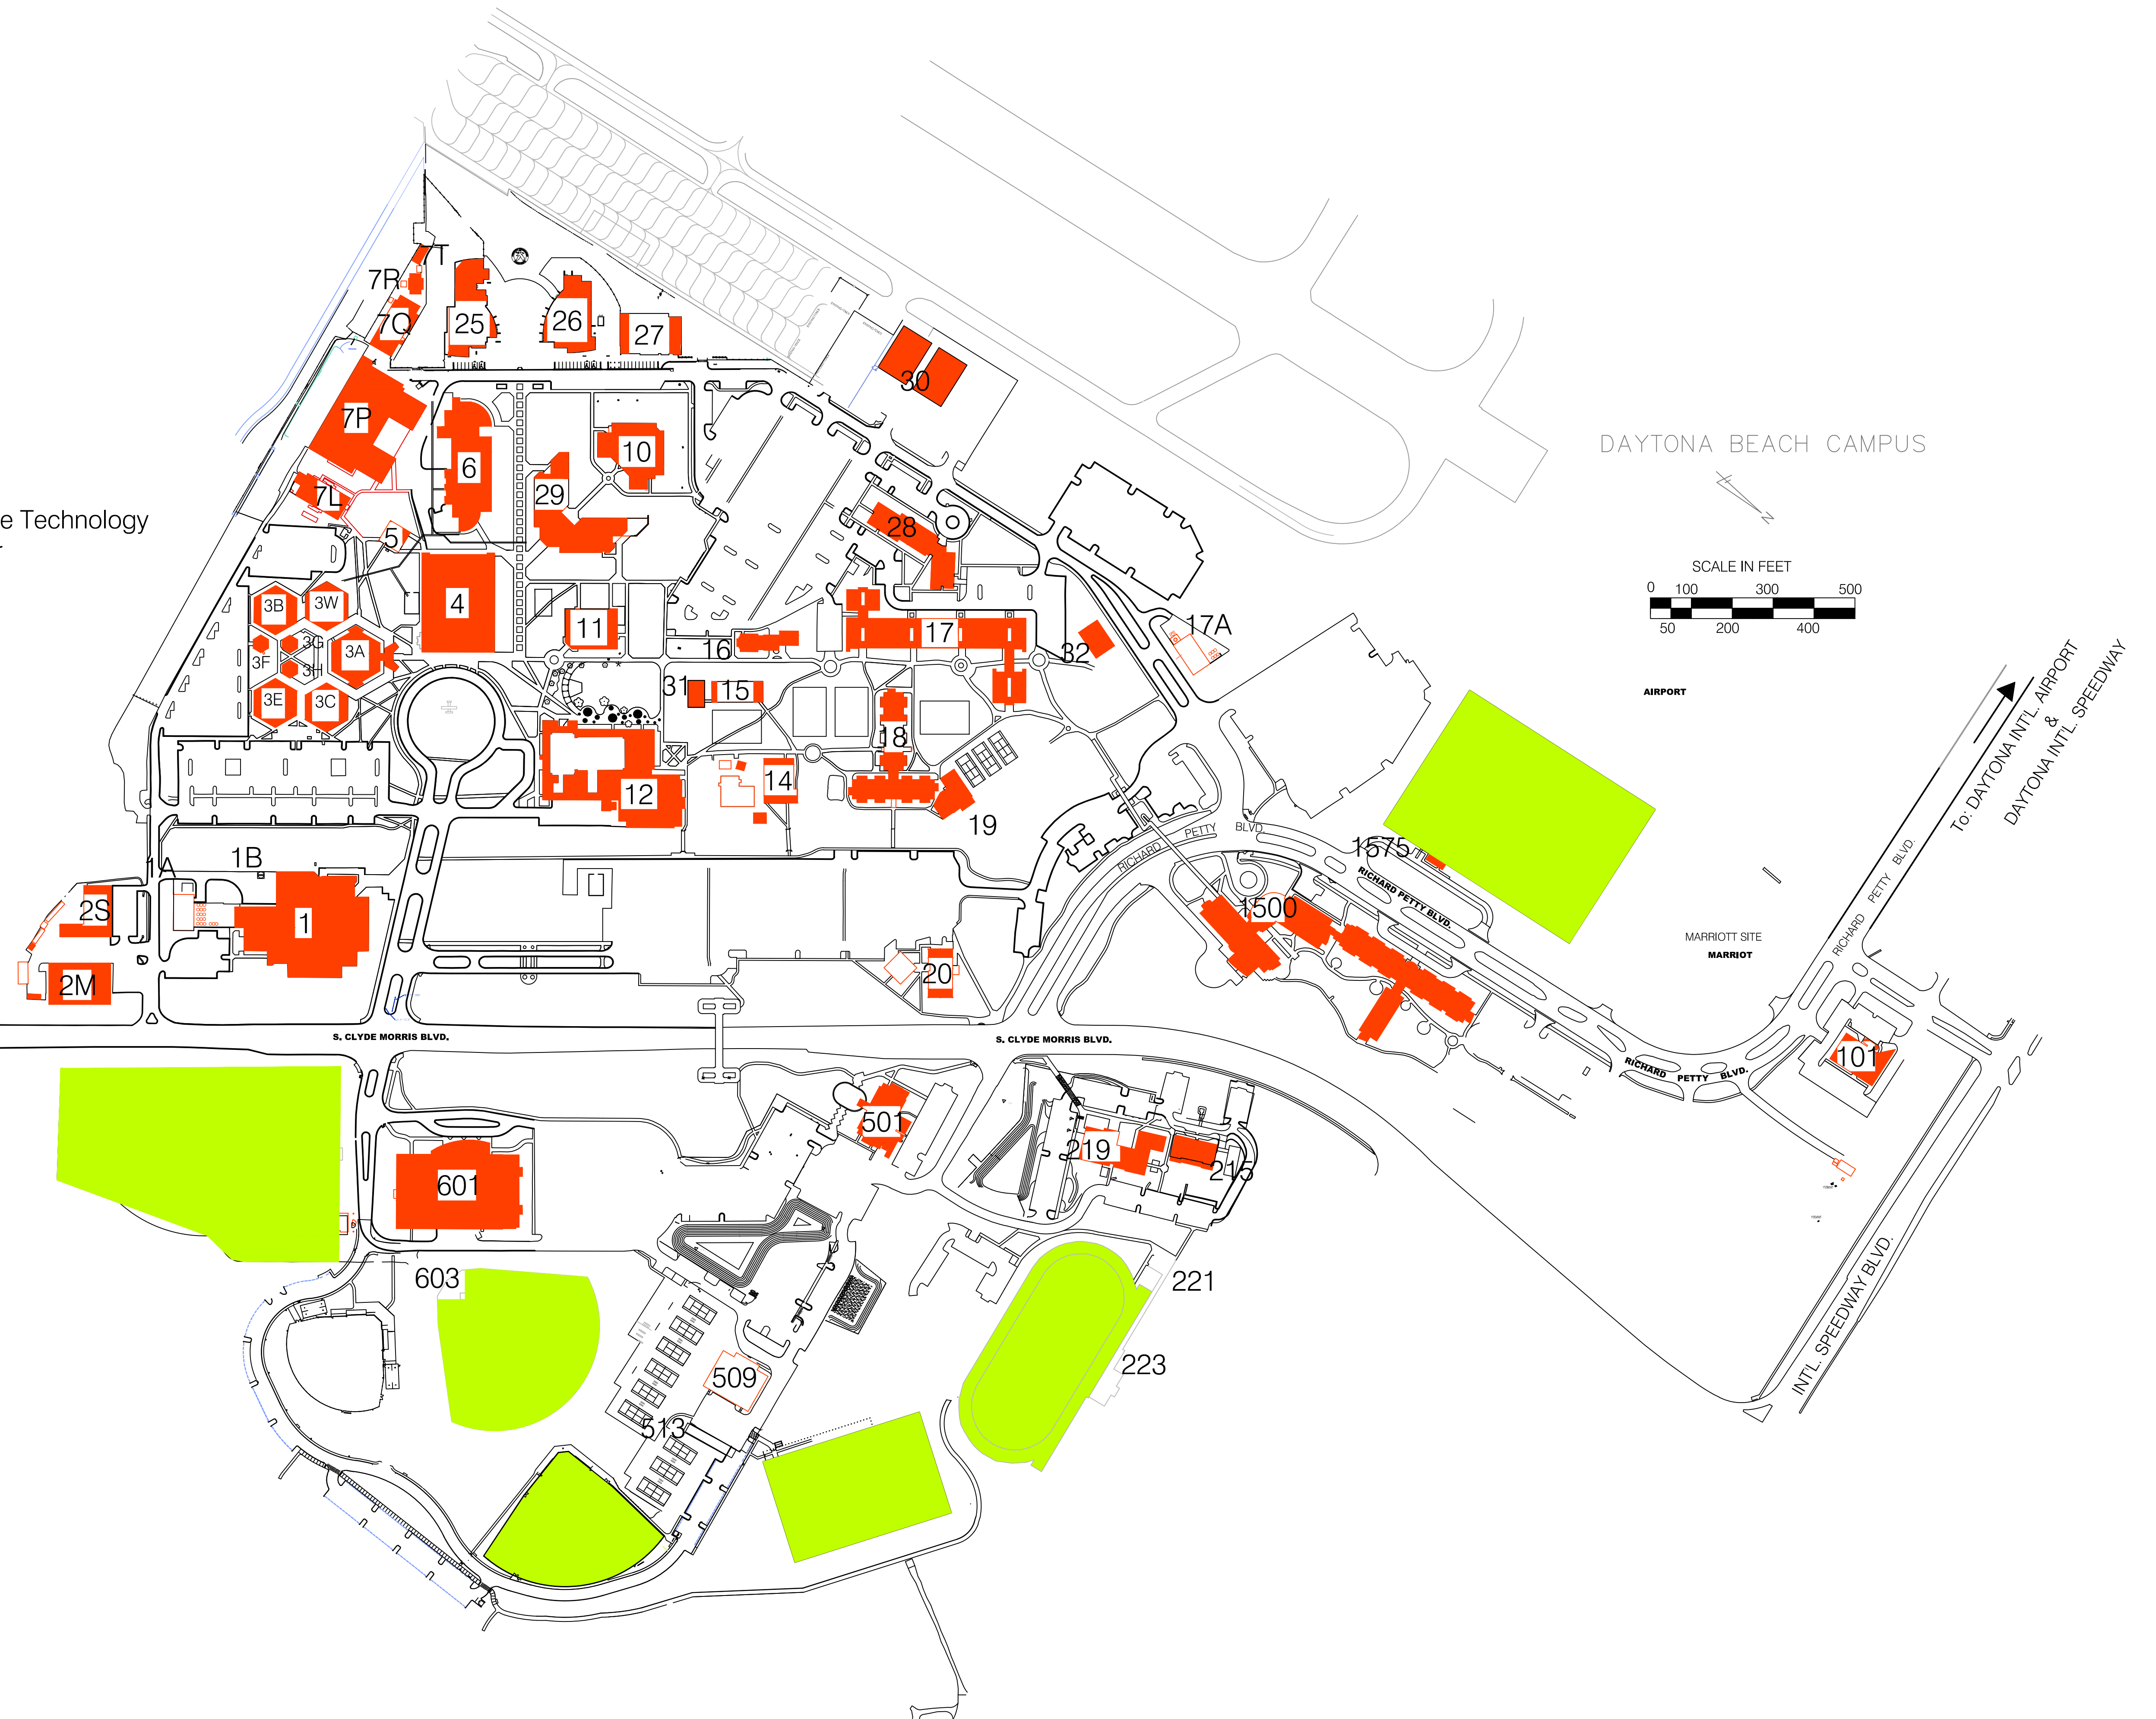 7T
7R
7Q
25
26
27
30
7P
6
10
DAYTONA BEACH CAMPUS
N
7L
29
e Technology
5
28
SCALE IN FEET
0 100 300 500
50 200 400
3B
3W
4
11
17
17A
3G
3A
3F
3H
16
32
31
15
AIRPORT
To: DAYTONA INT'L. AIRPORT
&
DAYTONA INT'L. SPEEDWAY
3E
3C
18
12
14
19
RICHARD PETTY BLVD.
1575
RICHARD PETTY BLVD.
RICHARD PETTY BLVD.
1A
1B
2S
1
1500
MARRIOTT SITE
MARRIOT
20
2M
S. CLYDE MORRIS BLVD.
S. CLYDE MORRIS BLVD.
RICHARD PETTY BLVD.
101
501
219
215
601
603
221
INT'L. SPEEDWAY BLVD.
223
509
513